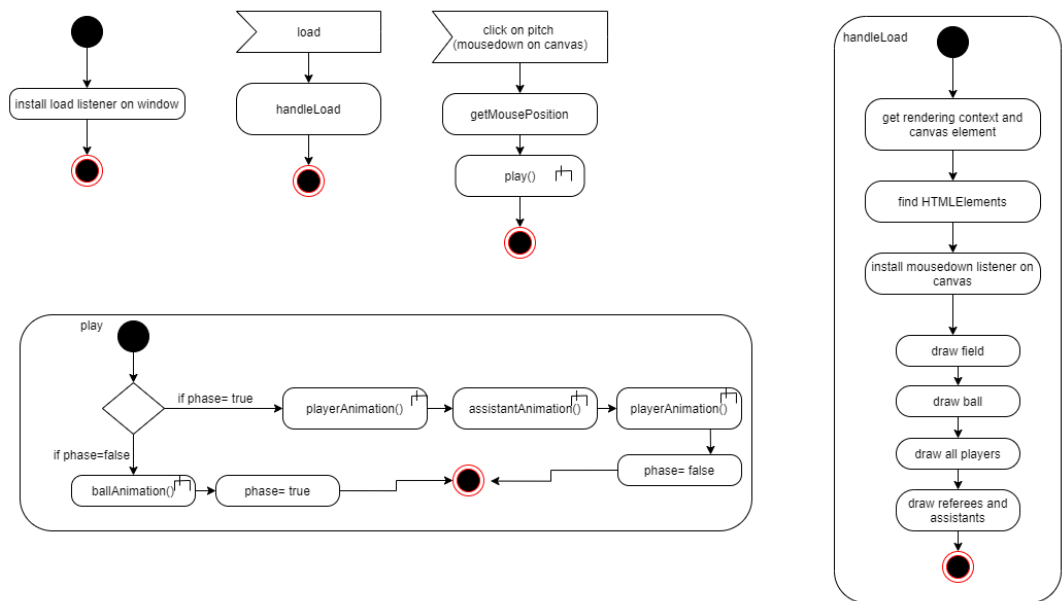 install load listener on window
load
handleLoad
click on pitch
(mousedown on canvas)
getMousePosition
play()
handleLoad
get rendering context and
canvas element
find HTMLElements
install mousedown listener on
canvas
draw field
draw ball
draw all players
draw referees and
assistants
play
if phase= true
playerAnimation()
assistantAnimation()
playerAnimation()
if phase=false
ballAnimation()
phase= true
phase= false